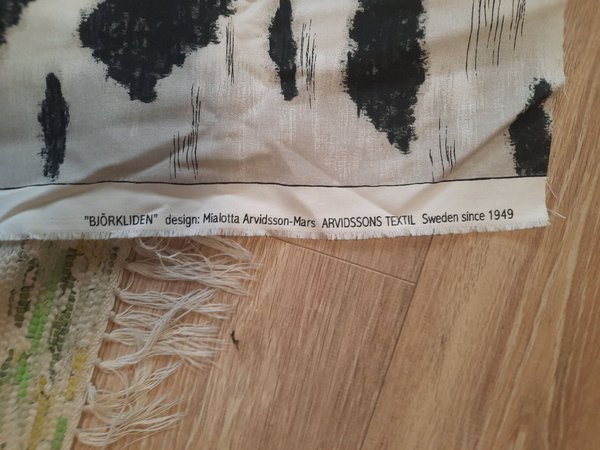 "BJÖRKLIDEN" design: Mialotta Arvidsson-Mars ARVIDSSONS TEXTIL Sweden since 1949